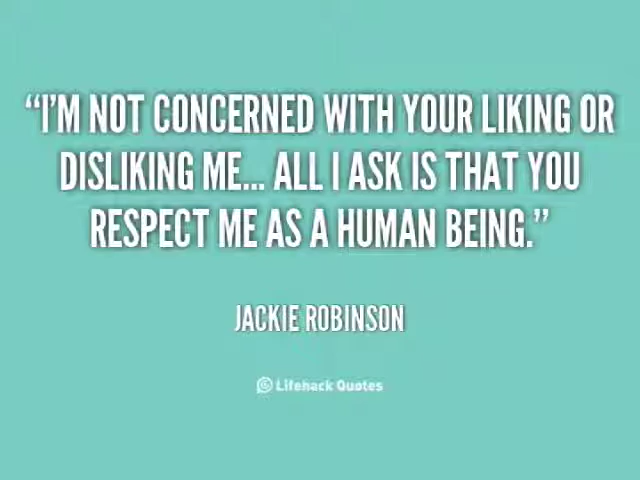 “I’M NOT CONCERNED WITH YOUR LIKING OR
DISLIKING ME... ALL I ASK IS THAT YOU
RESPECT ME AS A HUMAN BEING.”
JACKIE ROBINSON
Lifehack Quotes